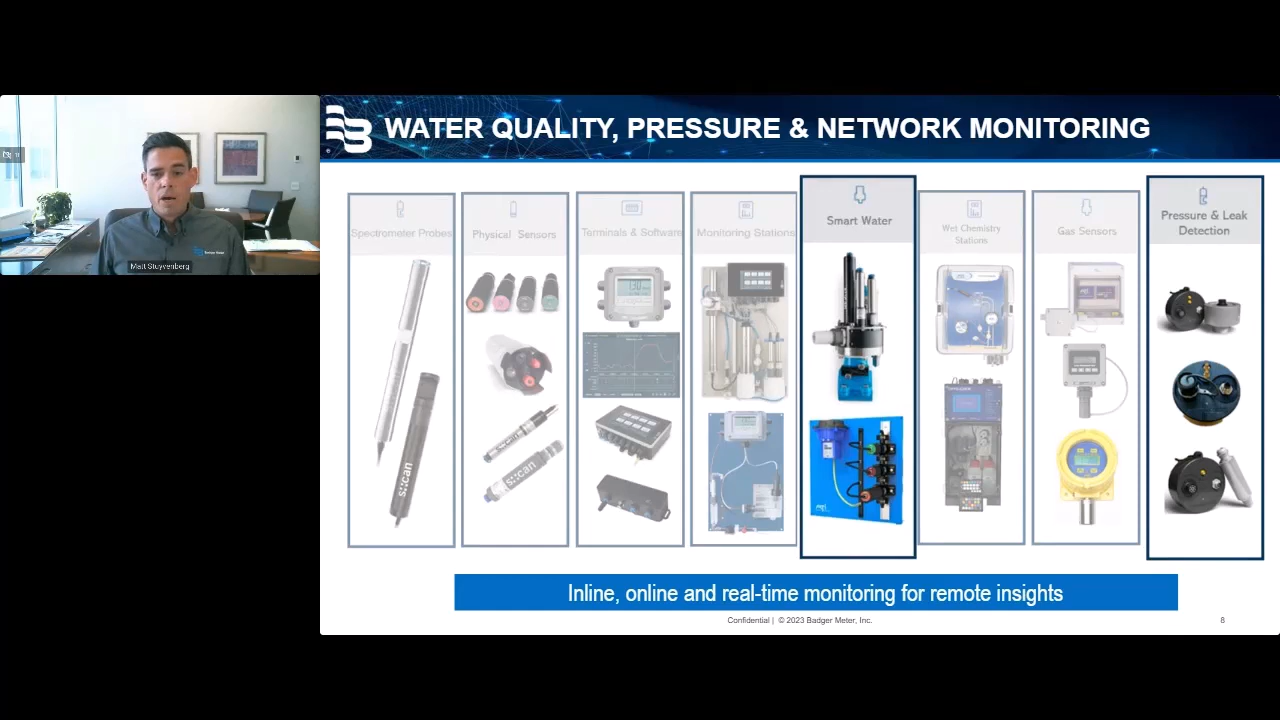 WATER QUALITY, PRESSURE & NETWORK MONITORING
Matt Stuyvenberg
Spectrometer Probes
Physical Sensors
Terminals & Software
Monitoring Stations
Smart Water
Wet Chemistry
Stations
Gas Sensors
Pressure & Leak
Detection
s::can
s::can
Inline, online and real-time monitoring for remote insights
Confidential | © 2023 Badger Meter, Inc.
8